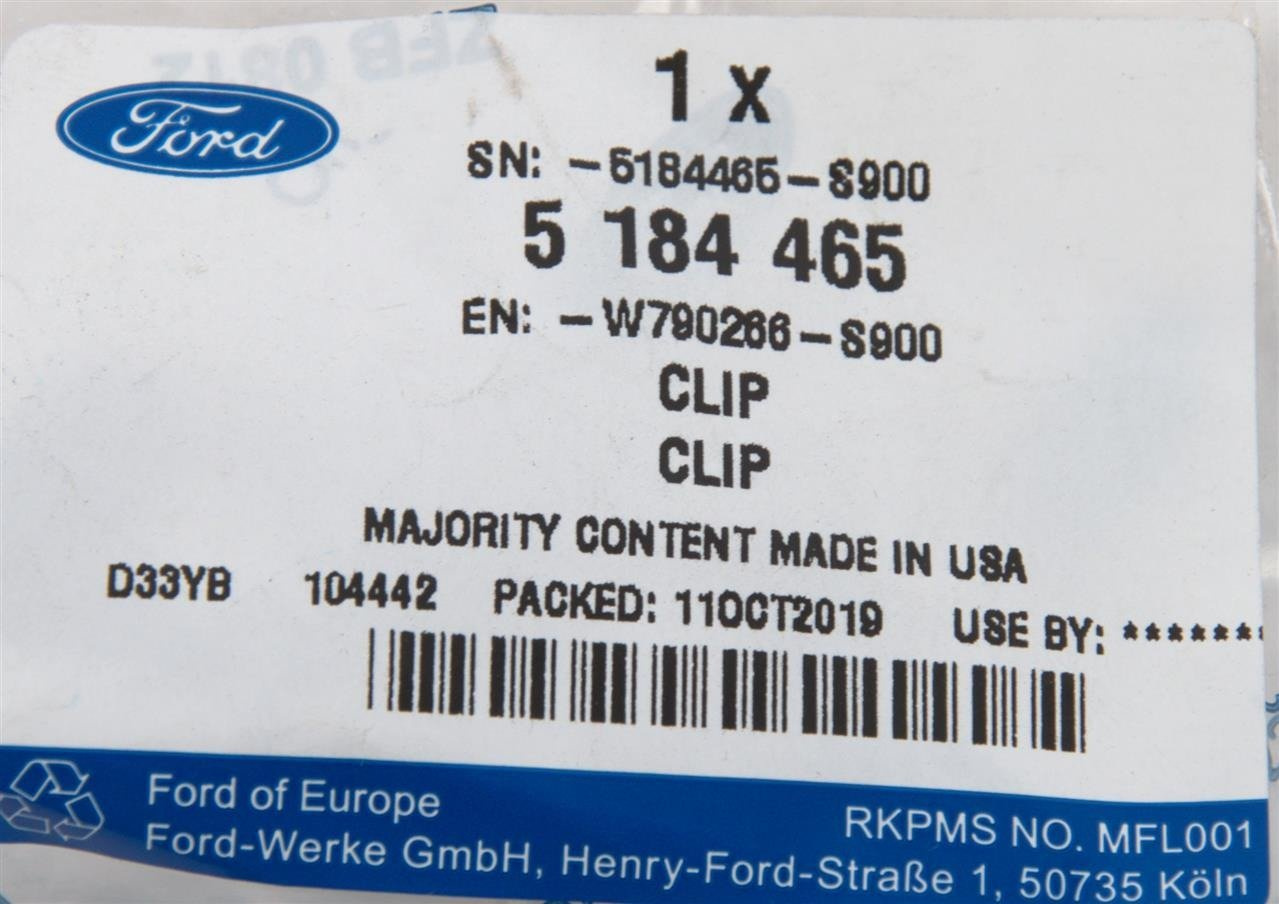 Ford
1 X
SN: -5184465-S900
5 184 465
EN: -W790266-S900
CLIP
CLIP
MAJORITY CONTENT MADE IN USA
D33YB 104442 PACKED: 11OCT2019 USE BY: *******
Ford of Europe
RKPMS NO. MFL001
Ford-Werke GmbH, Henry-Ford-Straße 1, 50735 Köln